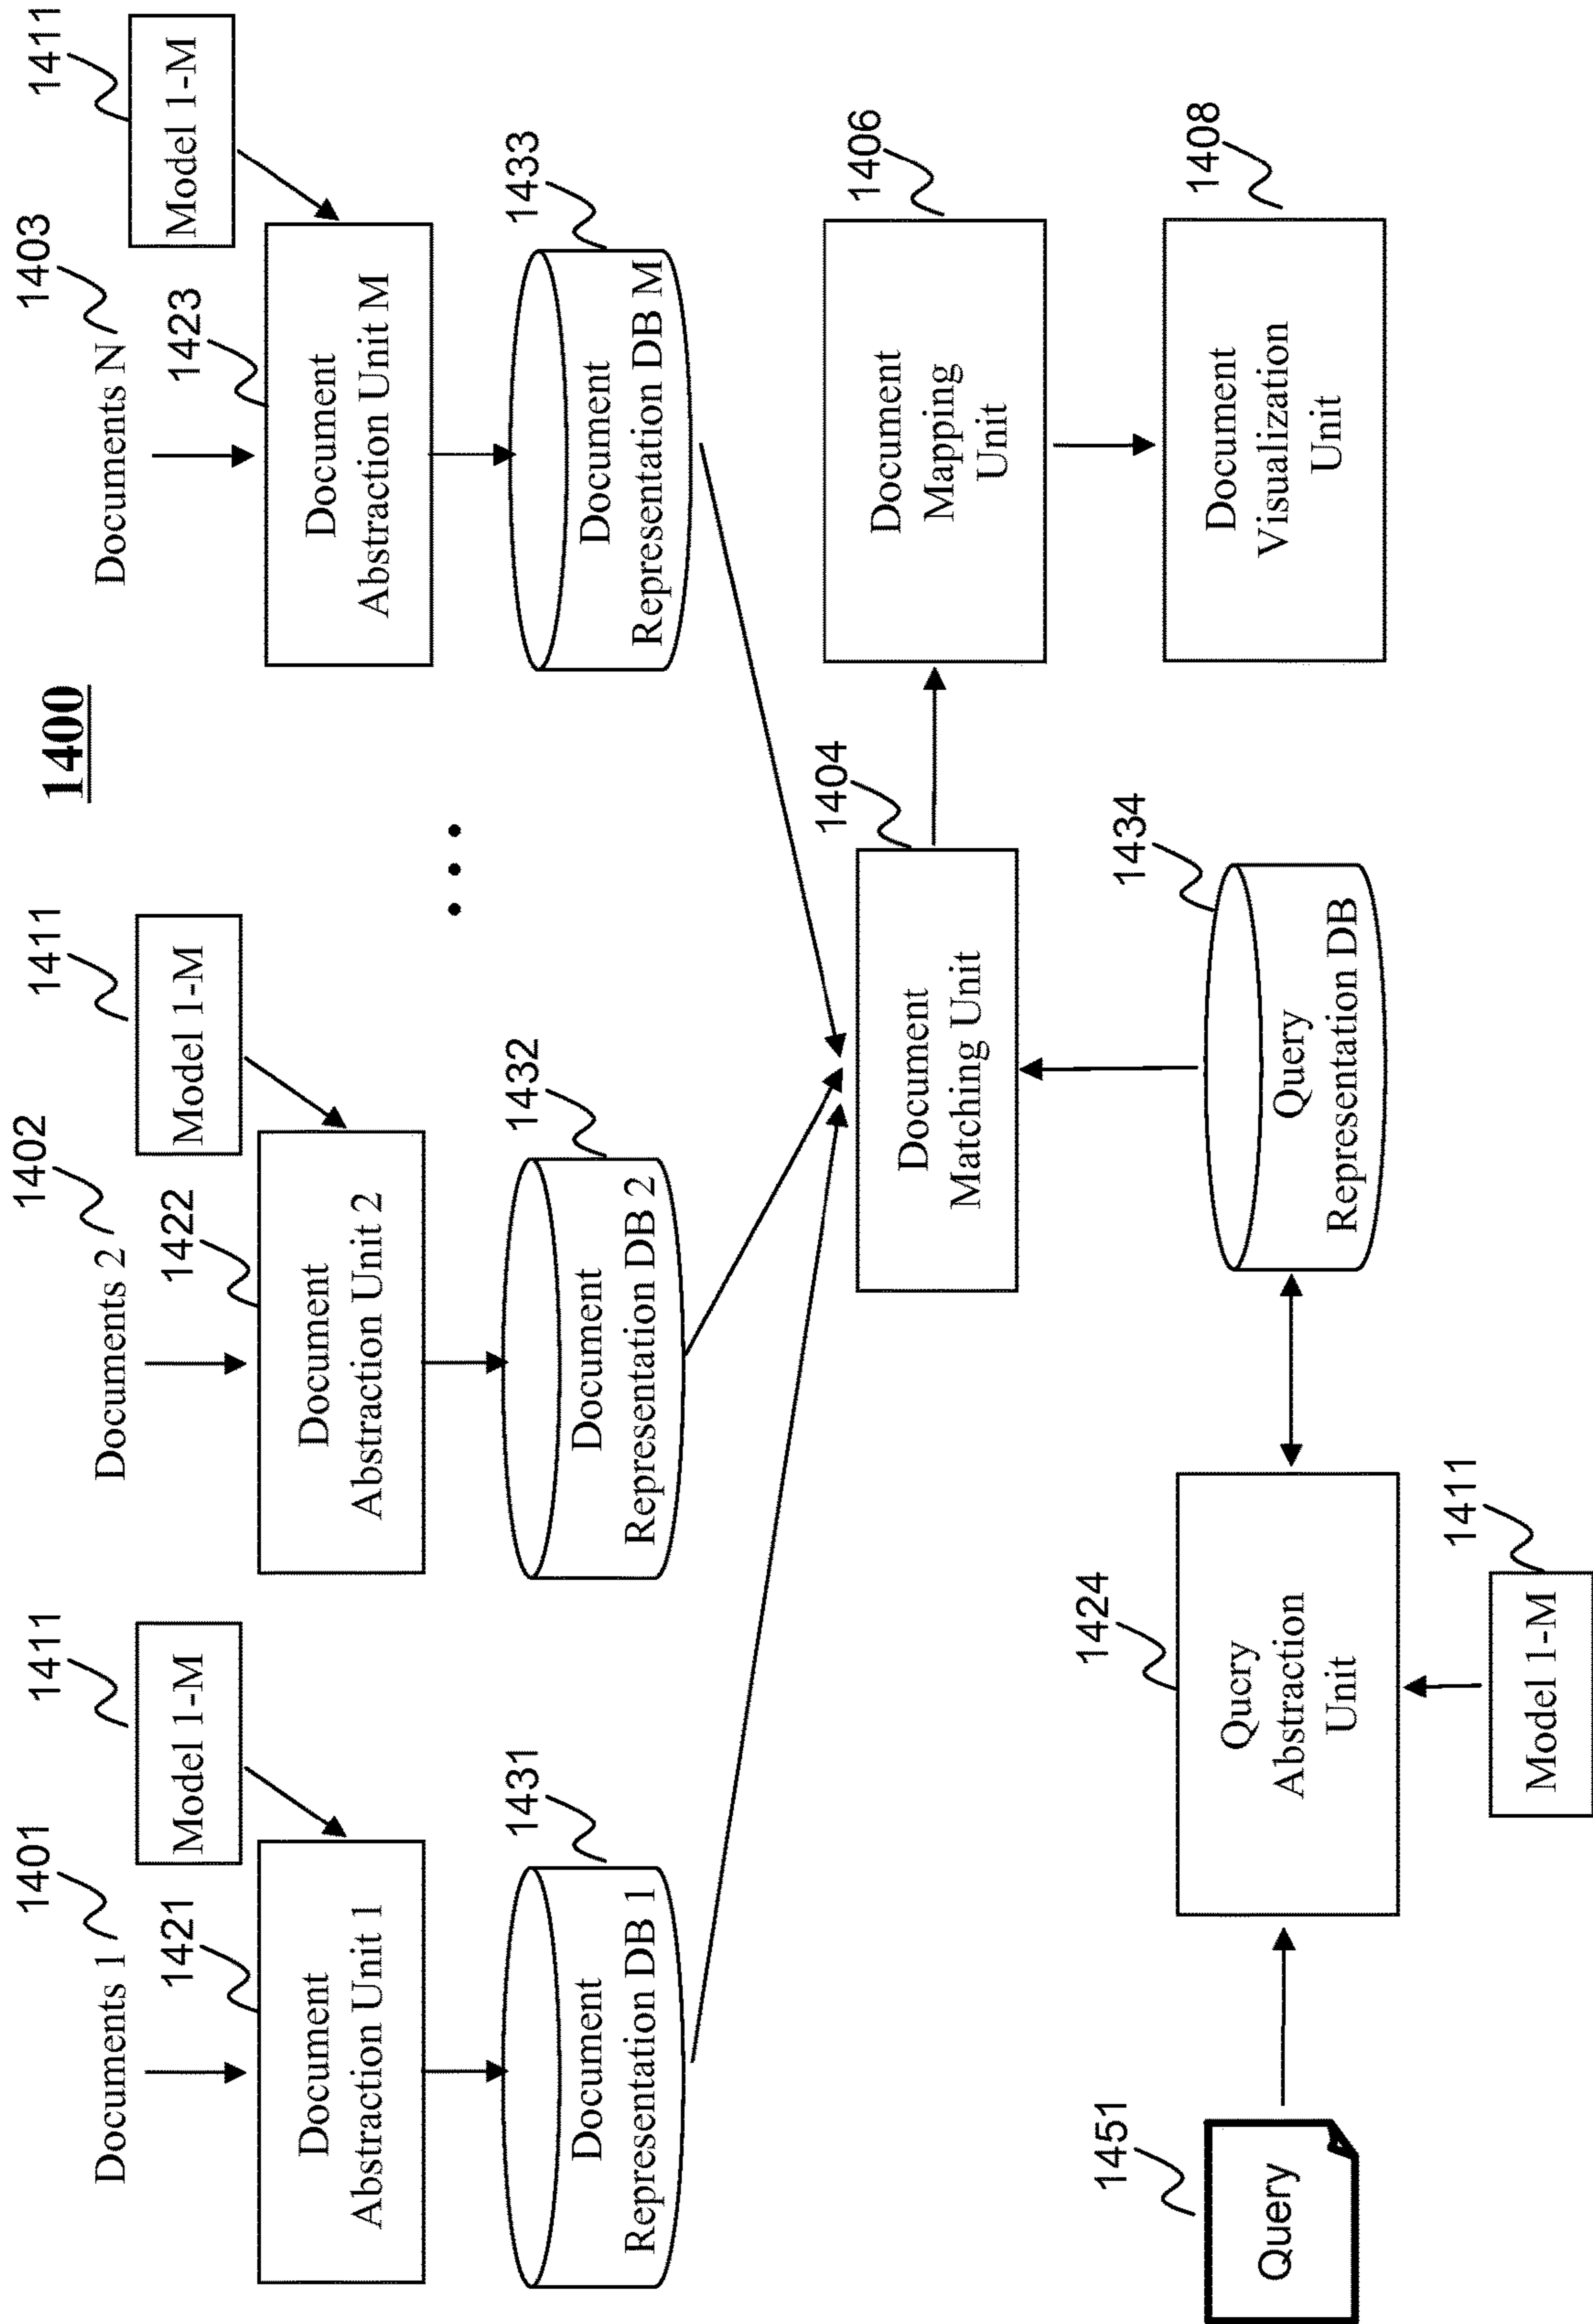 1400
1401
Documents 1
1411
Model 1-M
1421
Document
Abstraction Unit 1
1431
Document
Representation DB 1
1402
Documents 2
1411
Model 1-M
1422
Document
Abstraction Unit 2
1432
Document
Representation DB 2
...
1403
Documents N
1411
Model 1-M
1423
Document
Abstraction Unit M
1433
Document
Representation DB M
1404
Document
Matching Unit
1406
Document
Mapping
Unit
1408
Document
Visualization
Unit
1451
Query
1424
Query
Abstraction
Unit
1411
Model 1-M
1434
Query
Representation DB